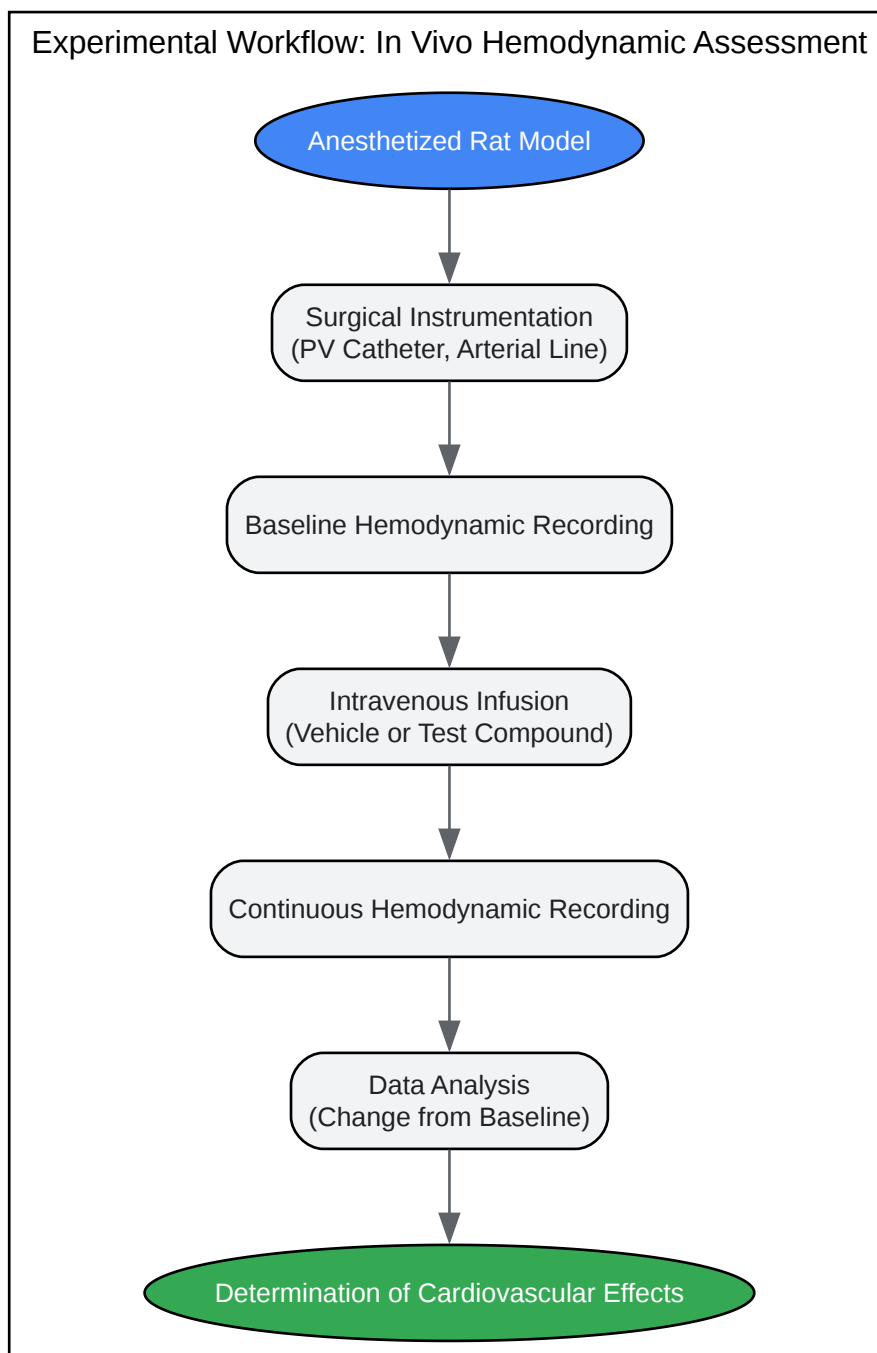 Experimental Workflow: In Vivo Hemodynamic Assessment
Anesthetized Rat Model
Surgical Instrumentation
(PV Catheter, Arterial Line)
Baseline Hemodynamic Recording
Intravenous Infusion
(Vehicle or Test Compound)
Continuous Hemodynamic Recording
Data Analysis
(Change from Baseline)
Determination of Cardiovascular Effects